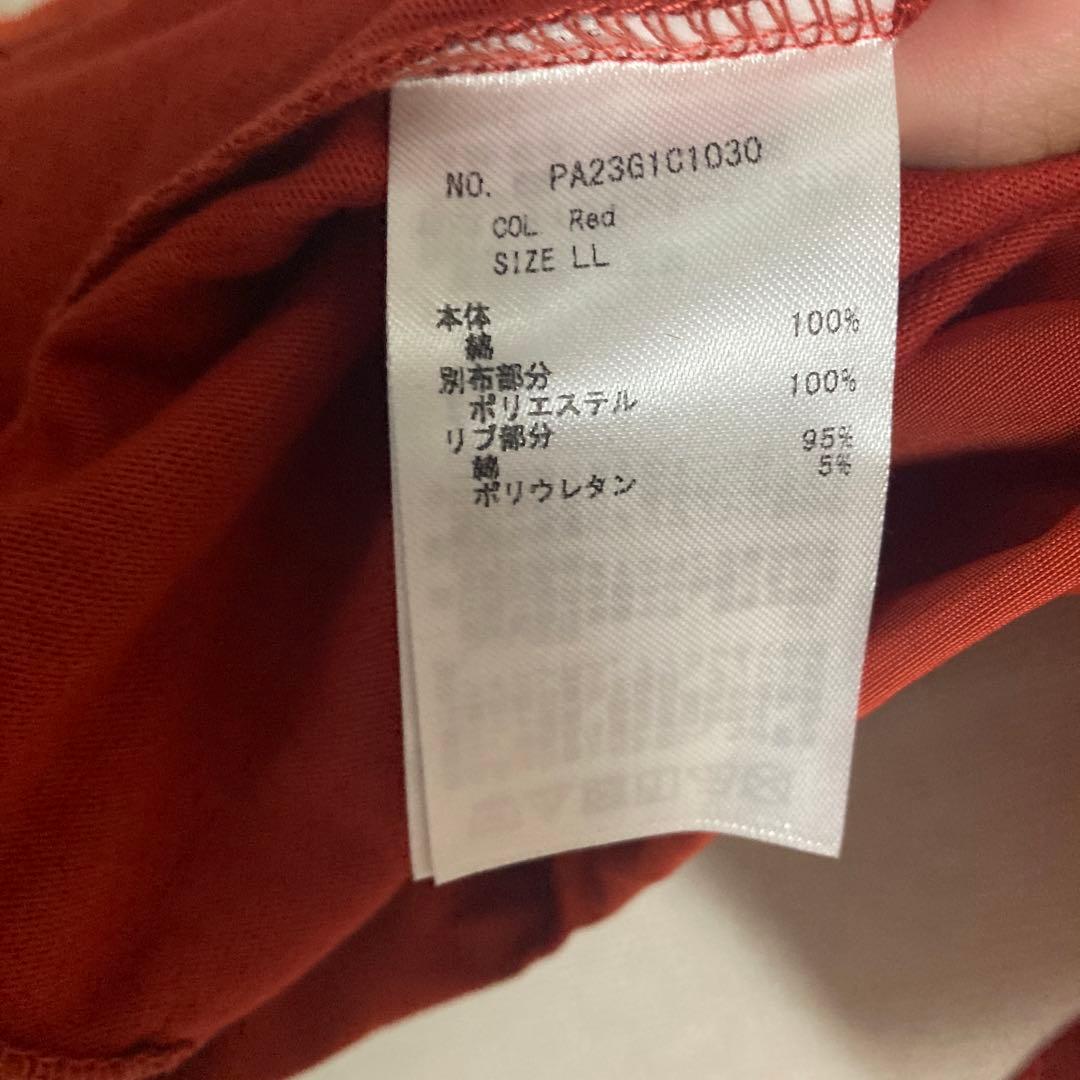 NO. PA23G1C1030
COL Red
SIZE LL
本体 100%
綿
別布部分 100%
ポリエステル
リブ部分 95%
綿 5%
ポリウレタン